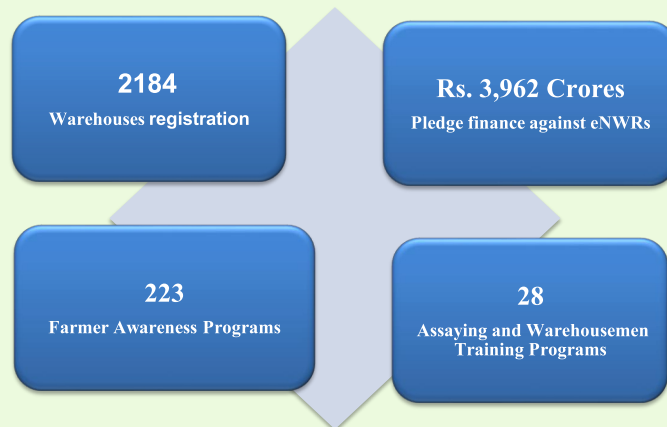 2184
Warehouses registration
Rs. 3,962 Crores
Pledge finance against eNWRs
223
Farmer Awareness Programs
28
Assaying and Warehousemen
Training Programs